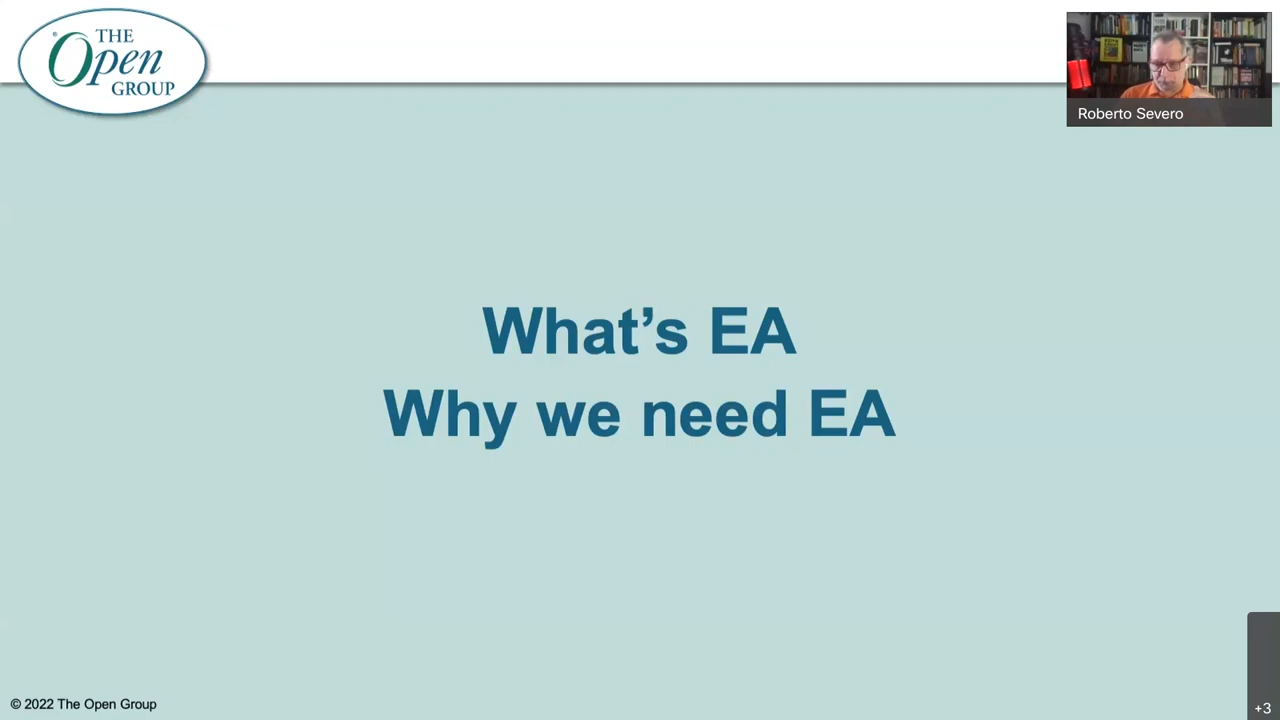 THE
Open
GROUP
Roberto Severo
What's EA
Why we need EA
© 2022 The Open Group
+3